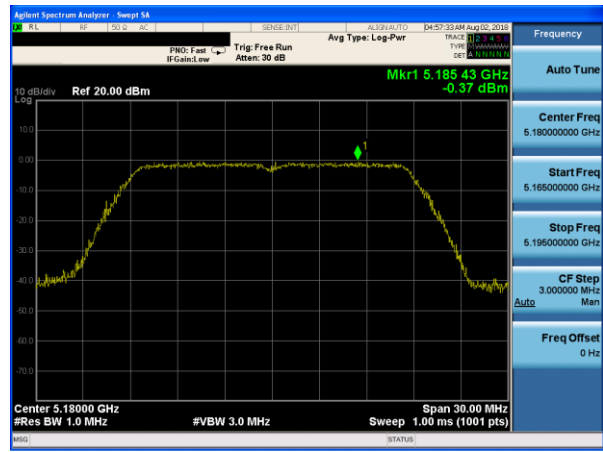 Agilent Spectrum Analyzer - Swept SA
RL RF 50 Ω AC SENSE:INT ALIGN AUTO 04:57:33 AM Aug 02, 2018
PNO: Fast Trig: Free Run Avg Type: Log-Pwr TRACE 1 2 3 4 5 6
IFGain:Low Atten: 30 dB TYPE M
DET A N N N N N
Mkr1 5.185 43 GHz
-0.37 dBm
10 dB/div Ref 20.00 dBm
Log
10.0
1
0.00
-10.0
-20.0
-30.0
-40.0
-50.0
-60.0
-70.0
Center 5.18000 GHz Span 30.00 MHz
#Res BW 1.0 MHz #VBW 3.0 MHz Sweep 1.00 ms (1001 pts)
MSG STATUS
Frequency
Auto Tune
Center Freq
5.180000000 GHz
Start Freq
5.165000000 GHz
Stop Freq
5.195000000 GHz
CF Step
3.000000 MHz
Auto Man
Freq Offset
0 Hz